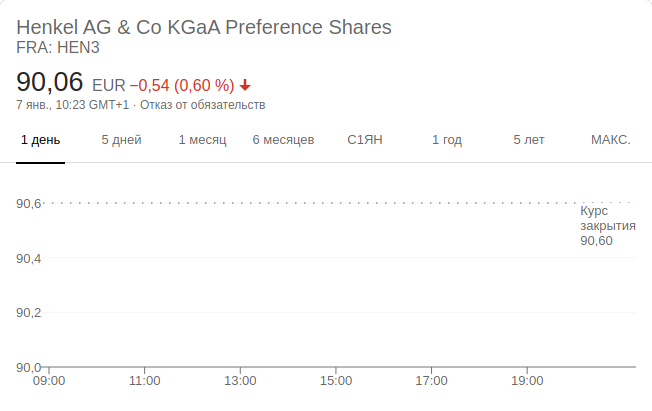 Henkel AG & Co KGaA Preference Shares
FRA: HEN3
90,06 EUR −0,54 (0,60 %)
7 янв., 10:23 GMT+1 · Отказ от обязательств
1 день 5 дней 1 месяц 6 месяцев С1ЯН 1 год 5 лет МАКС.
90,6
Курс
закрытия
90,60
90,4
90,2
90,0
09:00 11:00 13:00 15:00 17:00 19:00